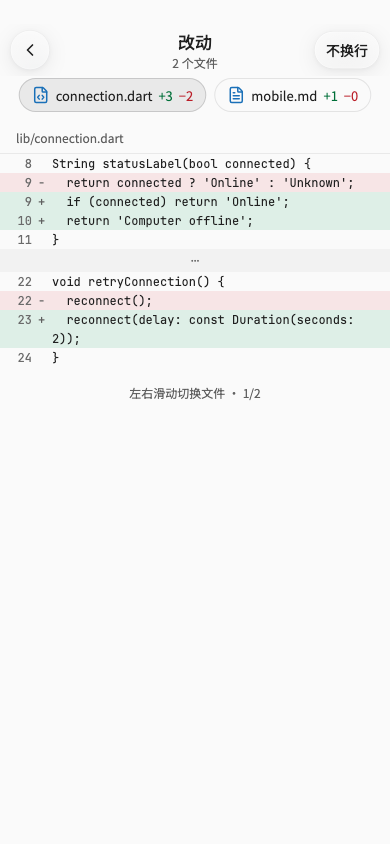 改动
2 个文件
不换行
connection.dart +3 −2
mobile.md +1 −0
lib/connection.dart
8 String statusLabel(bool connected) {
9 - return connected ? 'Online' : 'Unknown';
9 + if (connected) return 'Online';
10 + return 'Computer offline';
11 }
…
22 void retryConnection() {
22 - reconnect();
23 + reconnect(delay: const Duration(seconds:
2));
24 }
左右滑动切换文件 · 1/2